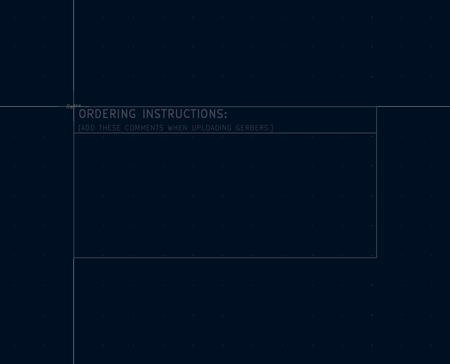 ORDERING INSTRUCTIONS:
(ADD THESE COMMENTS WHEN UPLOADING GERBERS.)